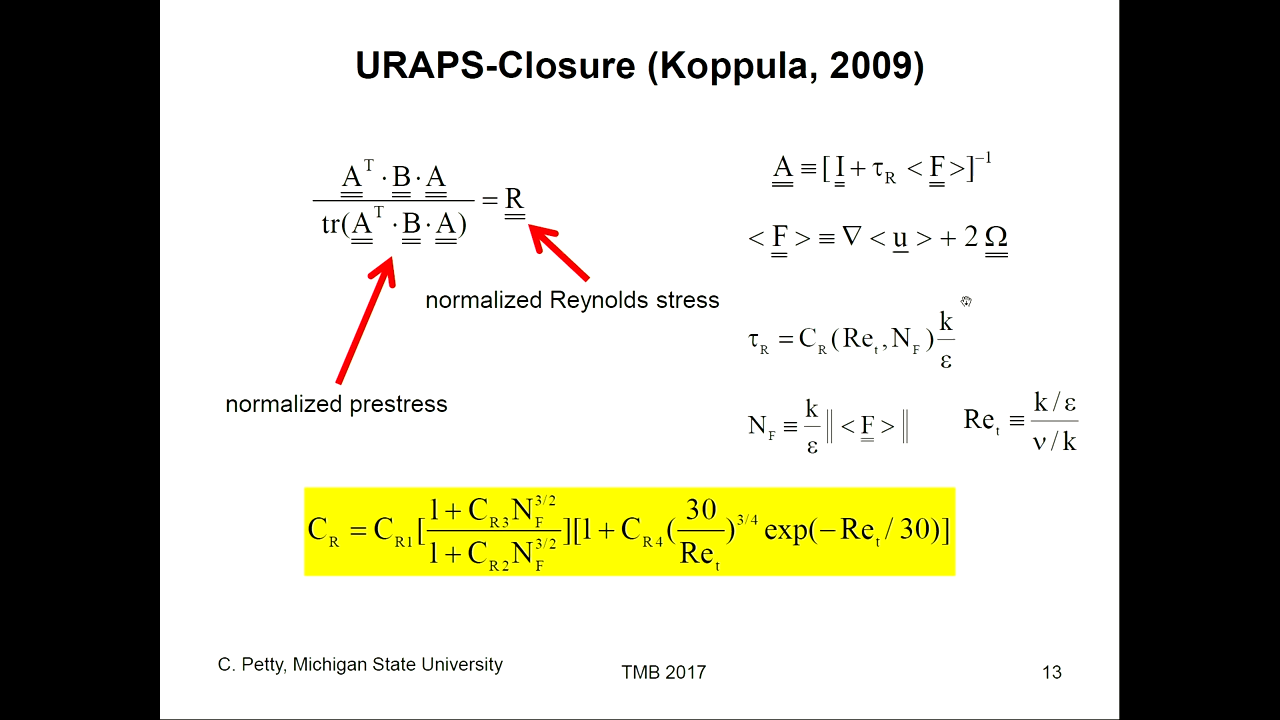 URAPS-Closure (Koppula, 2009)
A^T · B · A / tr(A^T · B · A) = R
normalized Reynolds stress
normalized prestress
A ≡ [ I + τ_R < F >]^−1
< F > ≡ ∇ < u > + 2 Ω
τ_R = C_R (Re_t, N_F) k/ε
N_F ≡ k/ε ‖ < F > ‖
Re_t ≡ (k / ε)/(ν / k)
C_R = C_R1 [(1 + C_R3 N_F^3/2)/(1 + C_R2 N_F^3/2)][1 + C_R4 (30/Re_t)^3/4 exp(− Re_t / 30)]
C. Petty, Michigan State University
TMB 2017
13